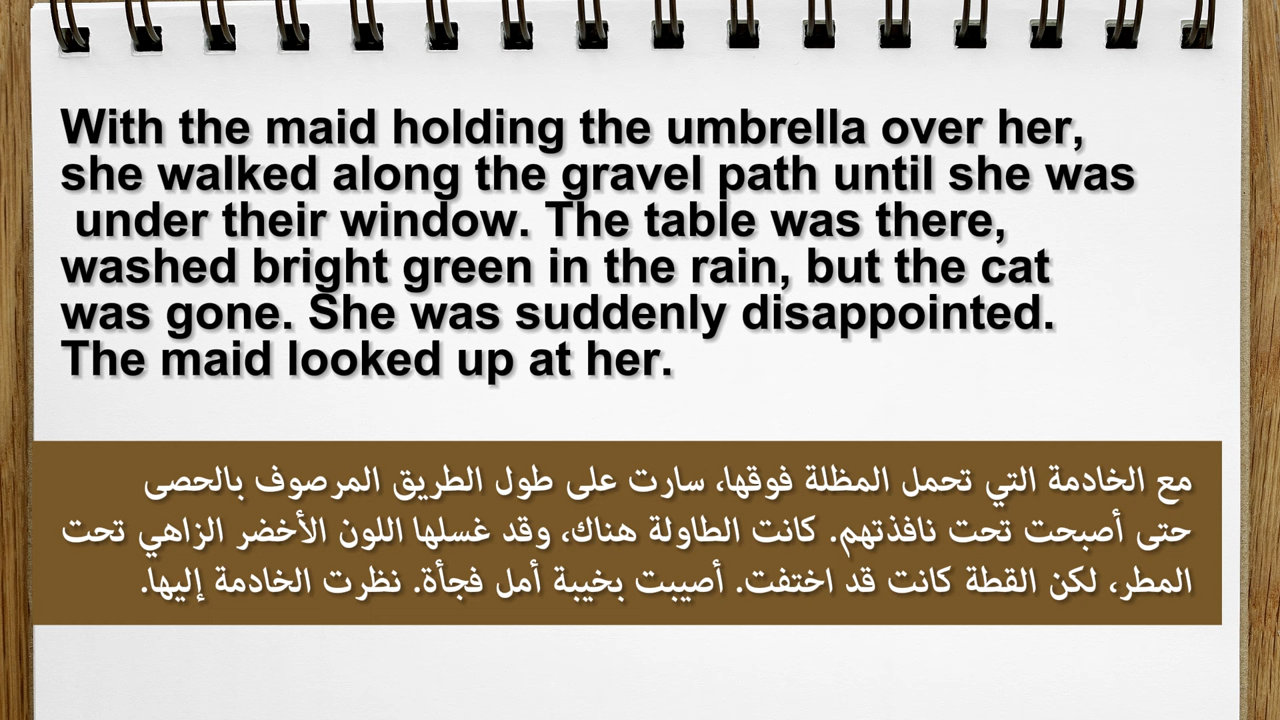 With the maid holding the umbrella over her,
she walked along the gravel path until she was
under their window. The table was there,
washed bright green in the rain, but the cat
was gone. She was suddenly disappointed.
The maid looked up at her.
مع الخادمة التي تحمل المظلة فوقها، سارت على طول الطريق المرصوف بالحصى
حتى أصبحت تحت نافذتهم. كانت الطاولة هناك، وقد غسلها اللون الأخضر الزاهي تحت
المطر، لكن القطة كانت قد اختفت. أصيبت بخيبة أمل فجأة. نظرت الخادمة إليها.